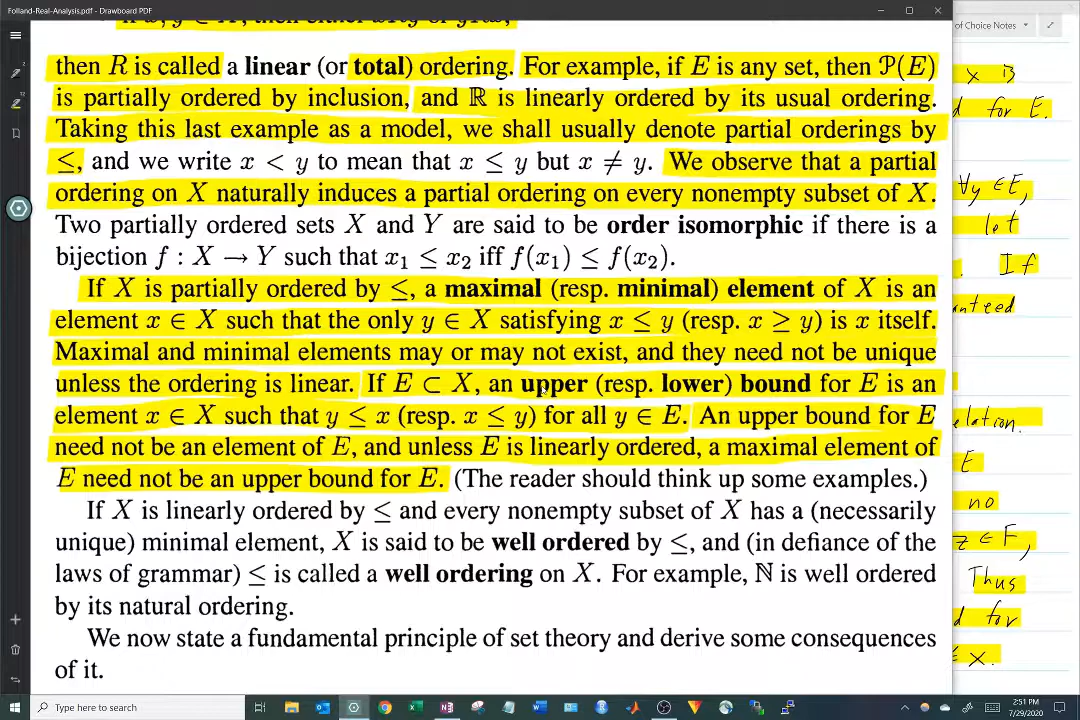 Folland-Real-Analysis.pdf - Drawboard PDF
of Choice Notes
then R is called a linear (or total) ordering. For example, if E is any set, then P(E)
is partially ordered by inclusion, and ℝ is linearly ordered by its usual ordering.
Taking this last example as a model, we shall usually denote partial orderings by
≤, and we write x < y to mean that x ≤ y but x ≠ y. We observe that a partial
ordering on X naturally induces a partial ordering on every nonempty subset of X.
Two partially ordered sets X and Y are said to be order isomorphic if there is a
bijection f : X → Y such that x₁ ≤ x₂ iff f(x₁) ≤ f(x₂).
If X is partially ordered by ≤, a maximal (resp. minimal) element of X is an
element x ∈ X such that the only y ∈ X satisfying x ≤ y (resp. x ≥ y) is x itself.
Maximal and minimal elements may or may not exist, and they need not be unique
unless the ordering is linear. If E ⊂ X, an upper (resp. lower) bound for E is an
element x ∈ X such that y ≤ x (resp. x ≤ y) for all y ∈ E. An upper bound for E
need not be an element of E, and unless E is linearly ordered, a maximal element of
E need not be an upper bound for E. (The reader should think up some examples.)
If X is linearly ordered by ≤ and every nonempty subset of X has a (necessarily
unique) minimal element, X is said to be well ordered by ≤, and (in defiance of the
laws of grammar) ≤ is called a well ordering on X. For example, ℕ is well ordered
by its natural ordering.
We now state a fundamental principle of set theory and derive some consequences
of it.
x is
d for E.
∀y ∈ E,
let
If
anteed
elation.
E
no
z ∈ F,
Thus
d for
∈ X.
Type here to search
2:51 PM
7/29/2020